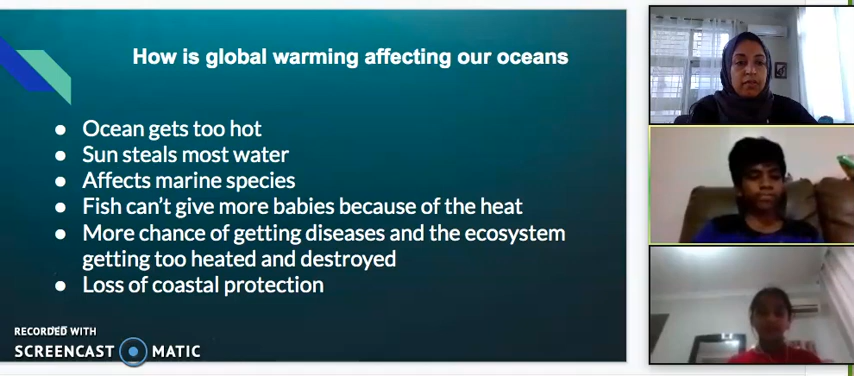 How is global warming affecting our oceans
● Ocean gets too hot
● Sun steals most water
● Affects marine species
● Fish can't give more babies because of the heat
● More chance of getting diseases and the ecosystem
getting too heated and destroyed
● Loss of coastal protection
RECORDED WITH
SCREENCAST MATIC